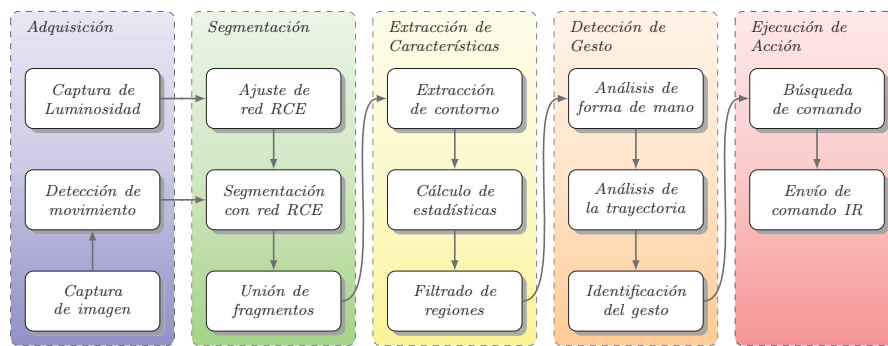 Adquisición
Captura de
Luminosidad
Detección de
movimiento
Captura
de imagen
Segmentación
Ajuste de
red RCE
Segmentación
con red RCE
Unión de
fragmentos
Extracción de
Características
Extracción
de contorno
Cálculo de
estadísticas
Filtrado de
regiones
Detección de
Gesto
Análisis de
forma de mano
Análisis de
la trayectoria
Identificación
del gesto
Ejecución de
Acción
Búsqueda
de comando
Envío de
comando IR